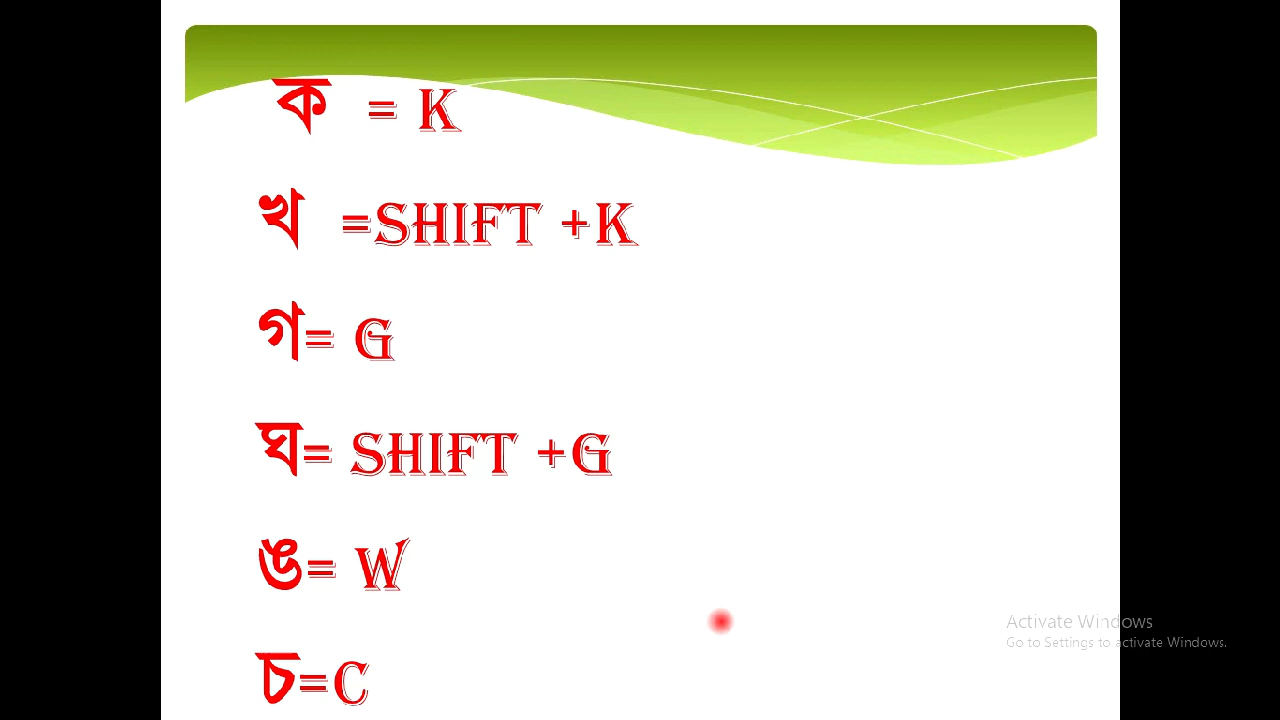 ক = K
খ =SHIFT +K
গ= G
ঘ= SHIFT +G
ঙ= W
চ=C
Activate Windows
Go to Settings to activate Windows.